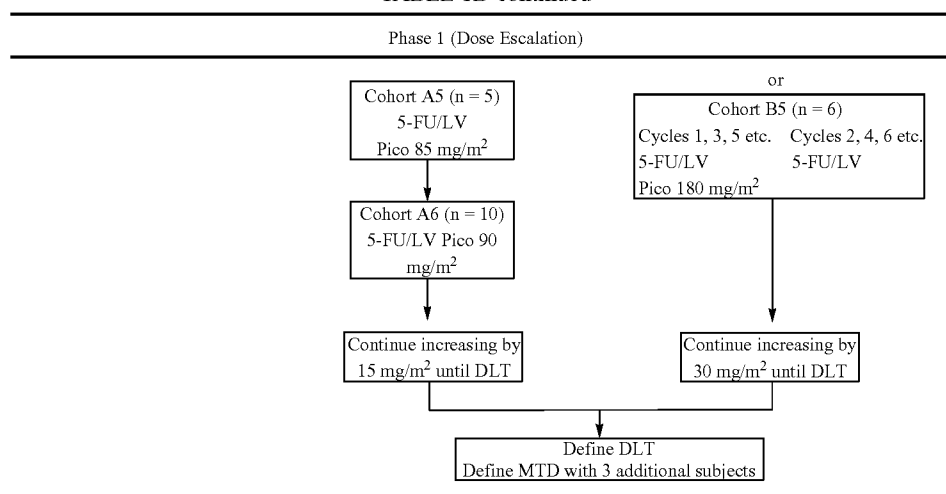 Phase 1 (Dose Escalation)
Cohort A5 (n = 5)
5-FU/LV
Pico 85 mg/m²
Cohort A6 (n = 10)
5-FU/LV Pico 90
mg/m²
Continue increasing by
15 mg/m² until DLT
or
Cohort B5 (n = 6)
Cycles 1, 3, 5 etc. Cycles 2, 4, 6 etc.
5-FU/LV 5-FU/LV
Pico 180 mg/m²
Continue increasing by
30 mg/m² until DLT
Define DLT
Define MTD with 3 additional subjects